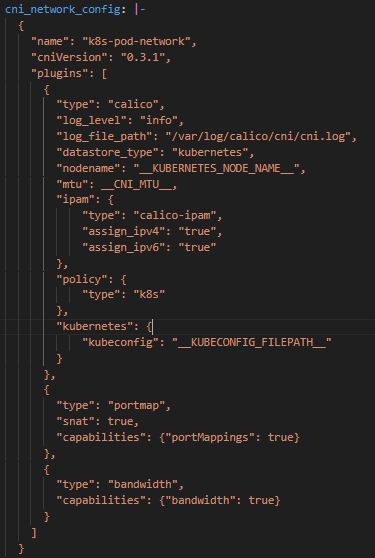 cni_network_config: |-
{
"name": "k8s-pod-network",
"cniVersion": "0.3.1",
"plugins": [
{
"type": "calico",
"log_level": "info",
"log_file_path": "/var/log/calico/cni/cni.log",
"datastore_type": "kubernetes",
"nodename": "__KUBERNETES_NODE_NAME__",
"mtu": __CNI_MTU__,
"ipam": {
"type": "calico-ipam",
"assign_ipv4": "true",
"assign_ipv6": "true"
},
"policy": {
"type": "k8s"
},
"kubernetes": {
"kubeconfig": "__KUBECONFIG_FILEPATH__"
}
},
{
"type": "portmap",
"snat": true,
"capabilities": {"portMappings": true}
},
{
"type": "bandwidth",
"capabilities": {"bandwidth": true}
}
]
}